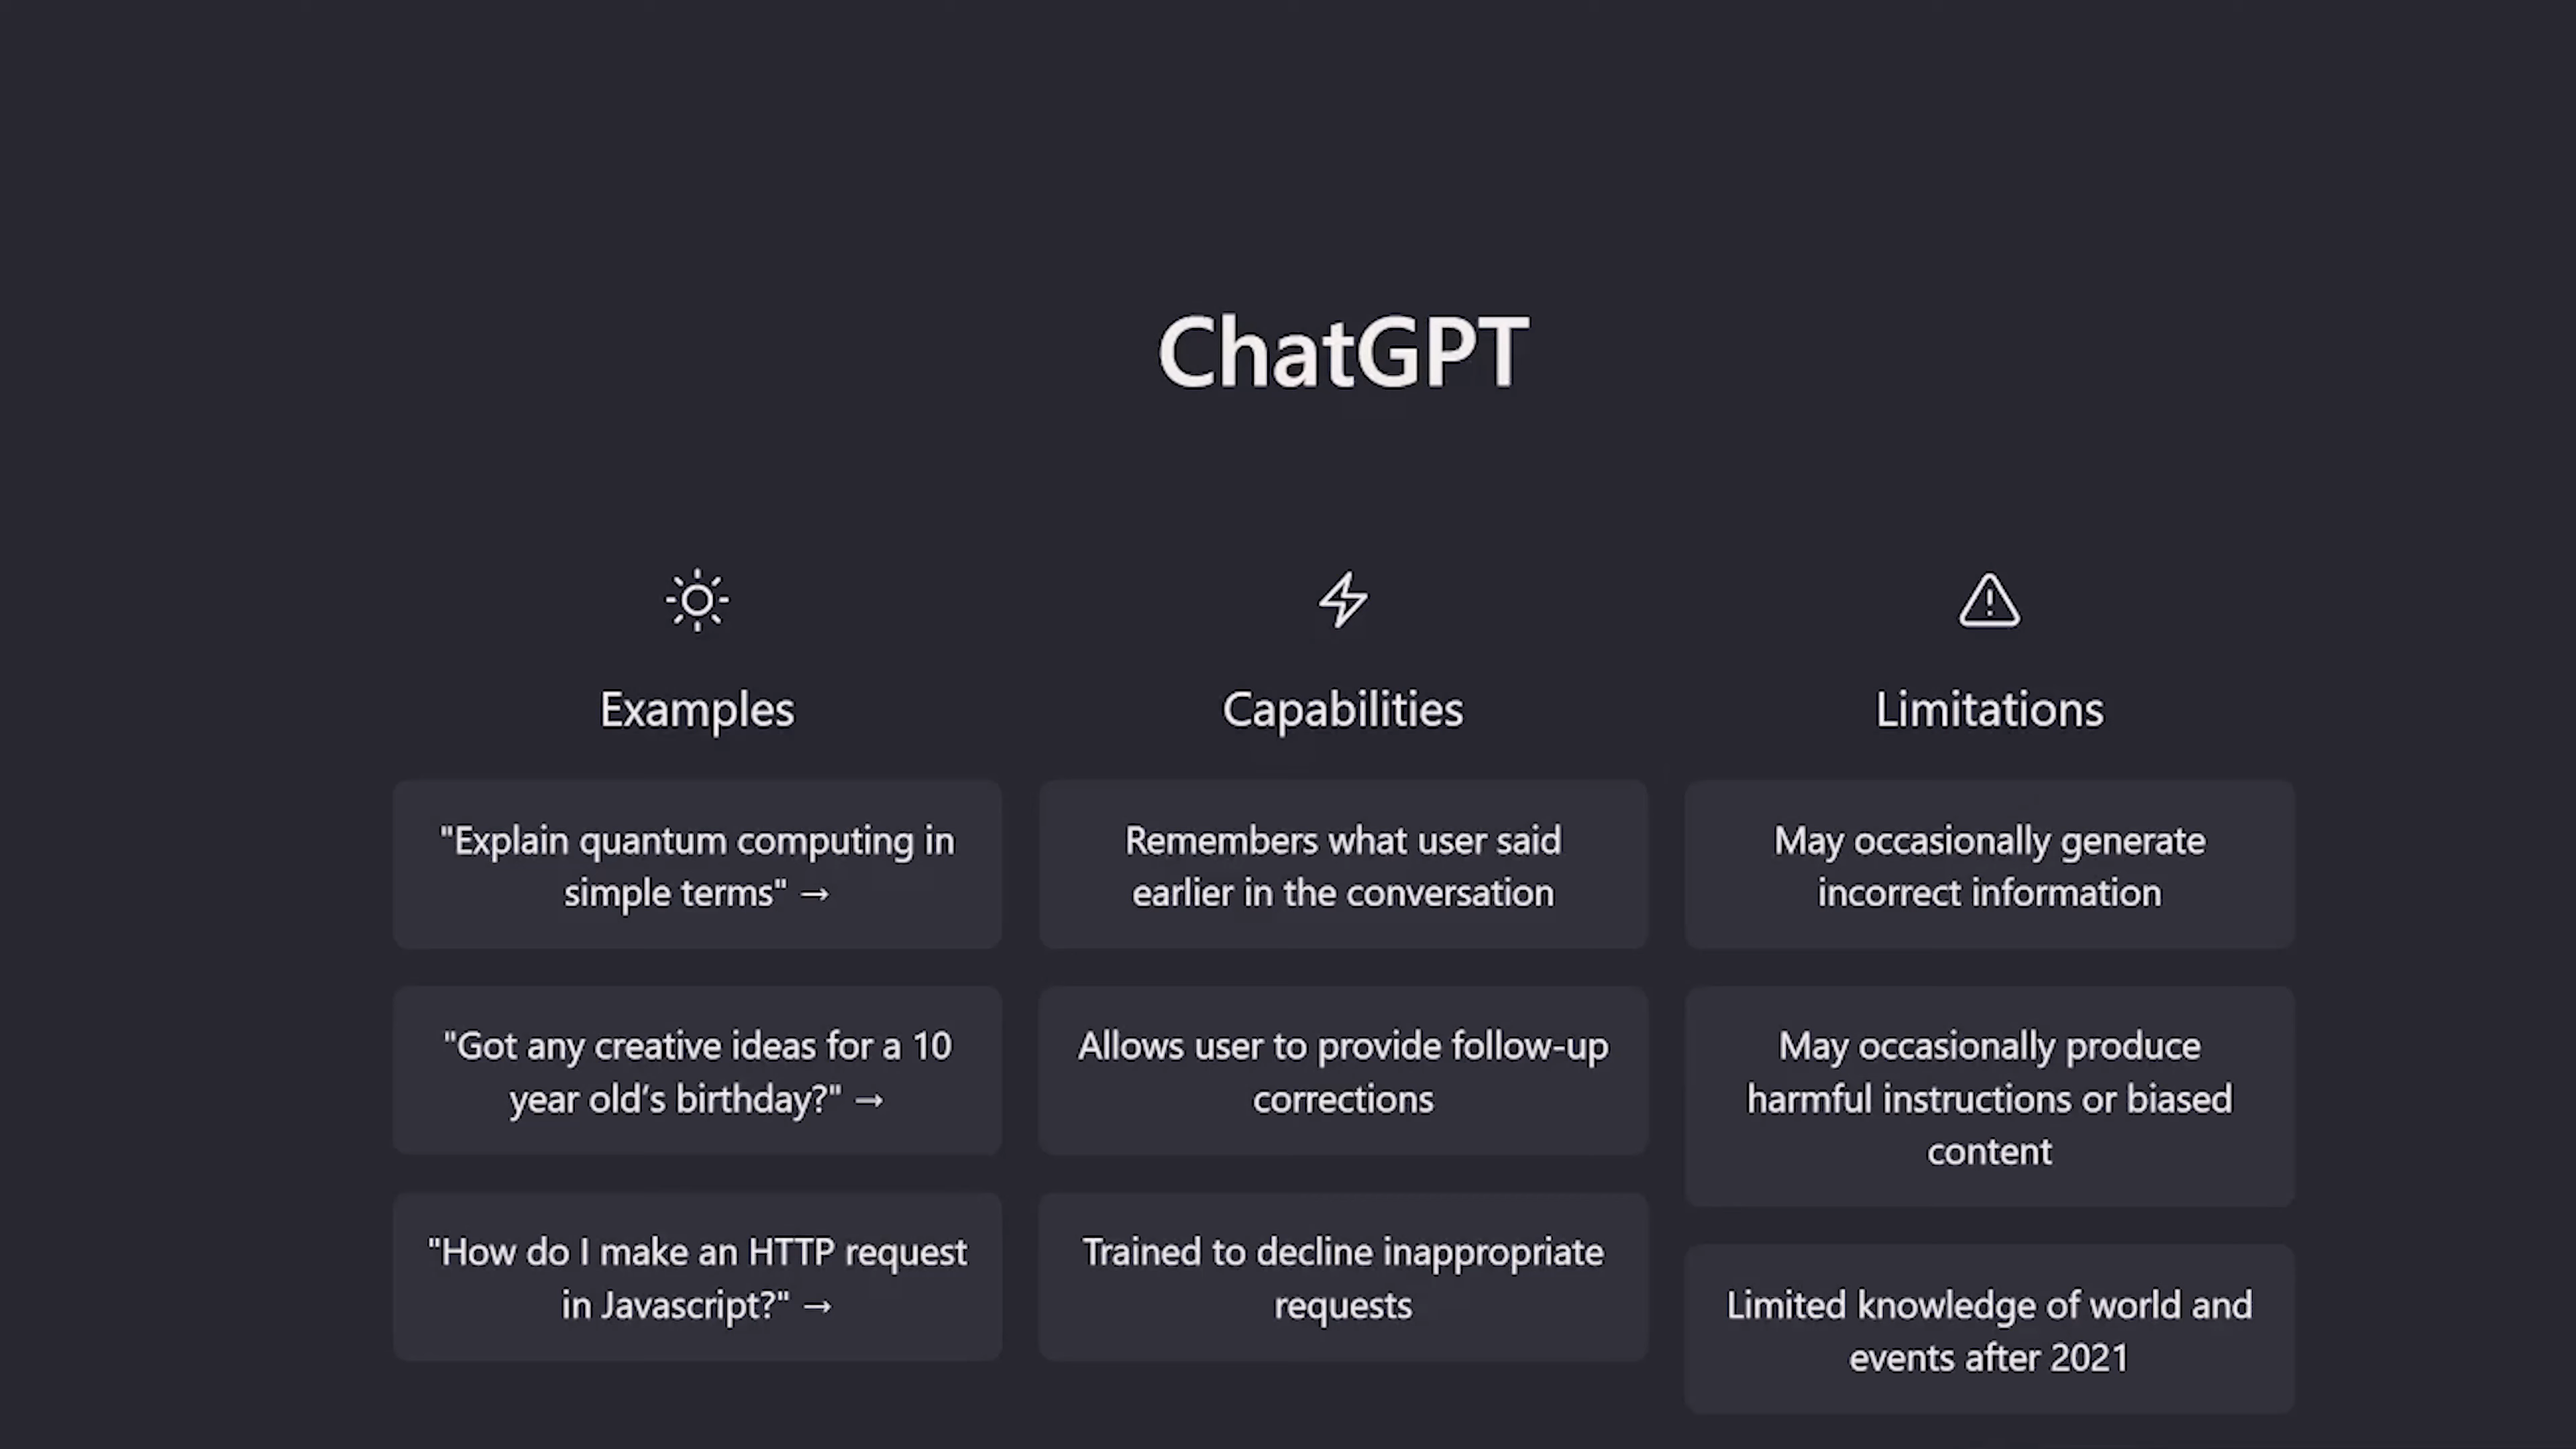 ChatGPT
Examples
"Explain quantum computing in
simple terms" →
"Got any creative ideas for a 10
year old’s birthday?" →
"How do I make an HTTP request
in Javascript?" →
Capabilities
Remembers what user said
earlier in the conversation
Allows user to provide follow-up
corrections
Trained to decline inappropriate
requests
Limitations
May occasionally generate
incorrect information
May occasionally produce
harmful instructions or biased
content
Limited knowledge of world and
events after 2021